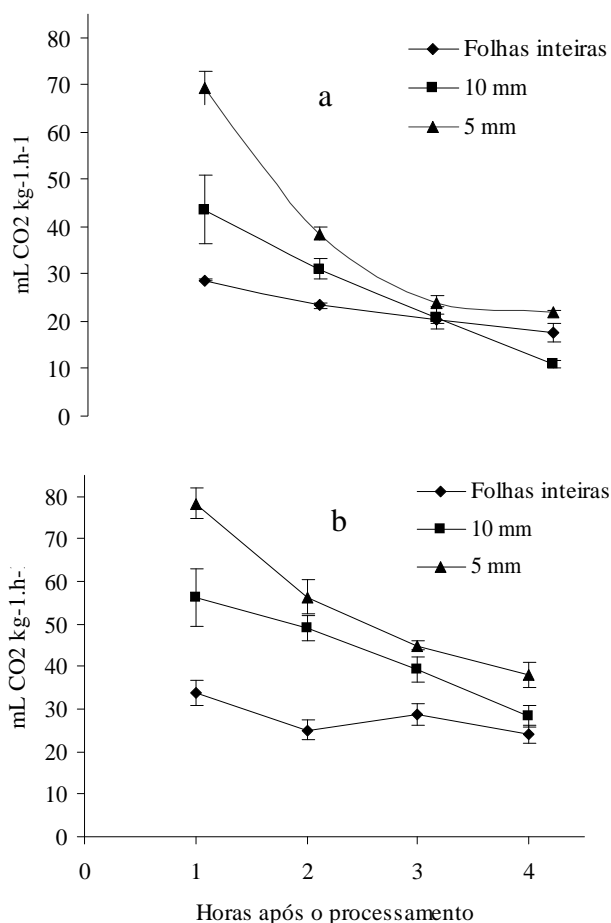 80
70
60
50
40
30
20
10
0
mL CO2 kg-1.h-1
a
Folhas inteiras
10 mm
5 mm
80
70
60
50
40
30
20
10
0
mL CO2 kg-1.h-
b
Folhas inteiras
10 mm
5 mm
0 1 2 3 4
Horas após o processamento